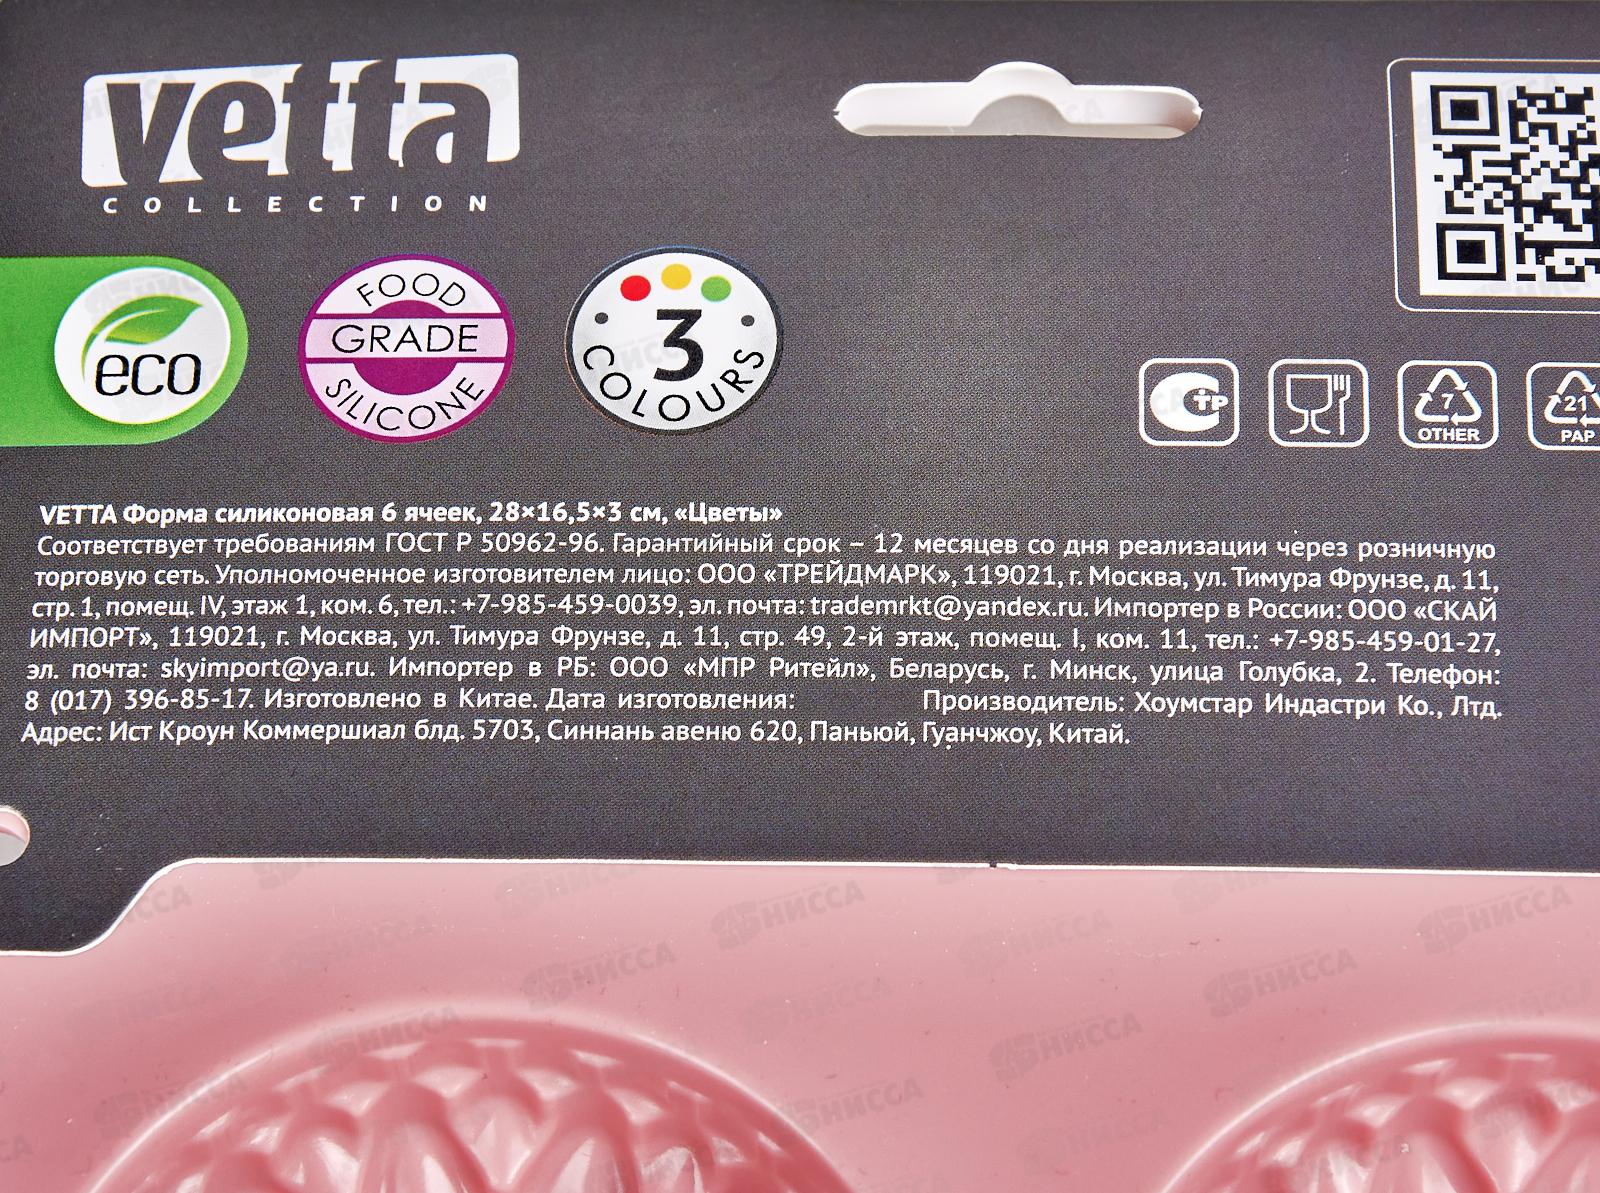 vetta
COLLECTION
eco
FOOD
GRADE
SILICONE
3
COLOURS
СТР
7
OTHER
21
PAP
VETTA Форма силиконовая 6 ячеек, 28×16,5×3 см, «Цветы»
Соответствует требованиям ГОСТ Р 50962-96. Гарантийный срок – 12 месяцев со дня реализации через розничную
торговую сеть. Уполномоченное изготовителем лицо: ООО «ТРЕЙДМАРК», 119021, г. Москва, ул. Тимура Фрунзе, д. 11,
стр. 1, помещ. IV, этаж 1, ком. 6, тел.: +7-985-459-0039, эл. почта: trademrkt@yandex.ru. Импортер в России: ООО «СКАЙ
ИМПОРТ», 119021, г. Москва, ул. Тимура Фрунзе, д. 11, стр. 49, 2-й этаж, помещ. I, ком. 11, тел.: +7-985-459-01-27,
эл. почта: skyimport@ya.ru. Импортер в РБ: ООО «МПР Ритейл», Беларусь, г. Минск, улица Голубка, 2. Телефон:
8 (017) 396-85-17. Изготовлено в Китае. Дата изготовления: Производитель: Хоумстар Индастри Ко., Лтд.
Адрес: Ист Кроун Коммершиал блд. 5703, Синнань авеню 620, Паньюй, Гуанчжоу, Китай.
НИССА